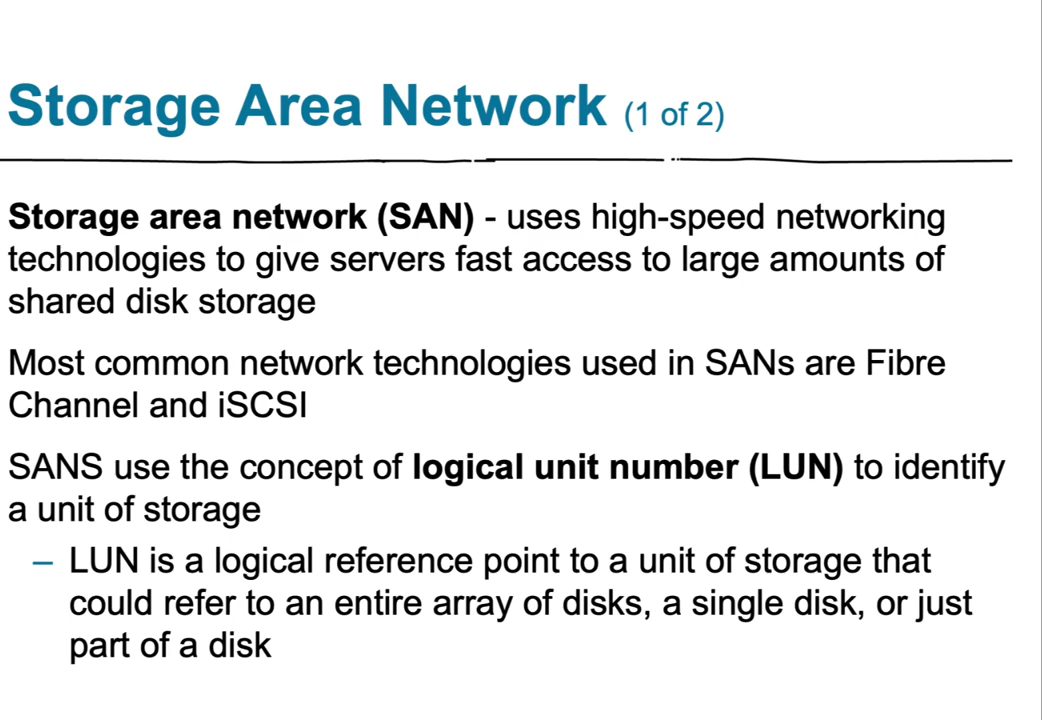 Storage Area Network (1 of 2)
Storage area network (SAN) - uses high-speed networking
technologies to give servers fast access to large amounts of
shared disk storage
Most common network technologies used in SANs are Fibre
Channel and iSCSI
SANS use the concept of logical unit number (LUN) to identify
a unit of storage
– LUN is a logical reference point to a unit of storage that
could refer to an entire array of disks, a single disk, or just
part of a disk